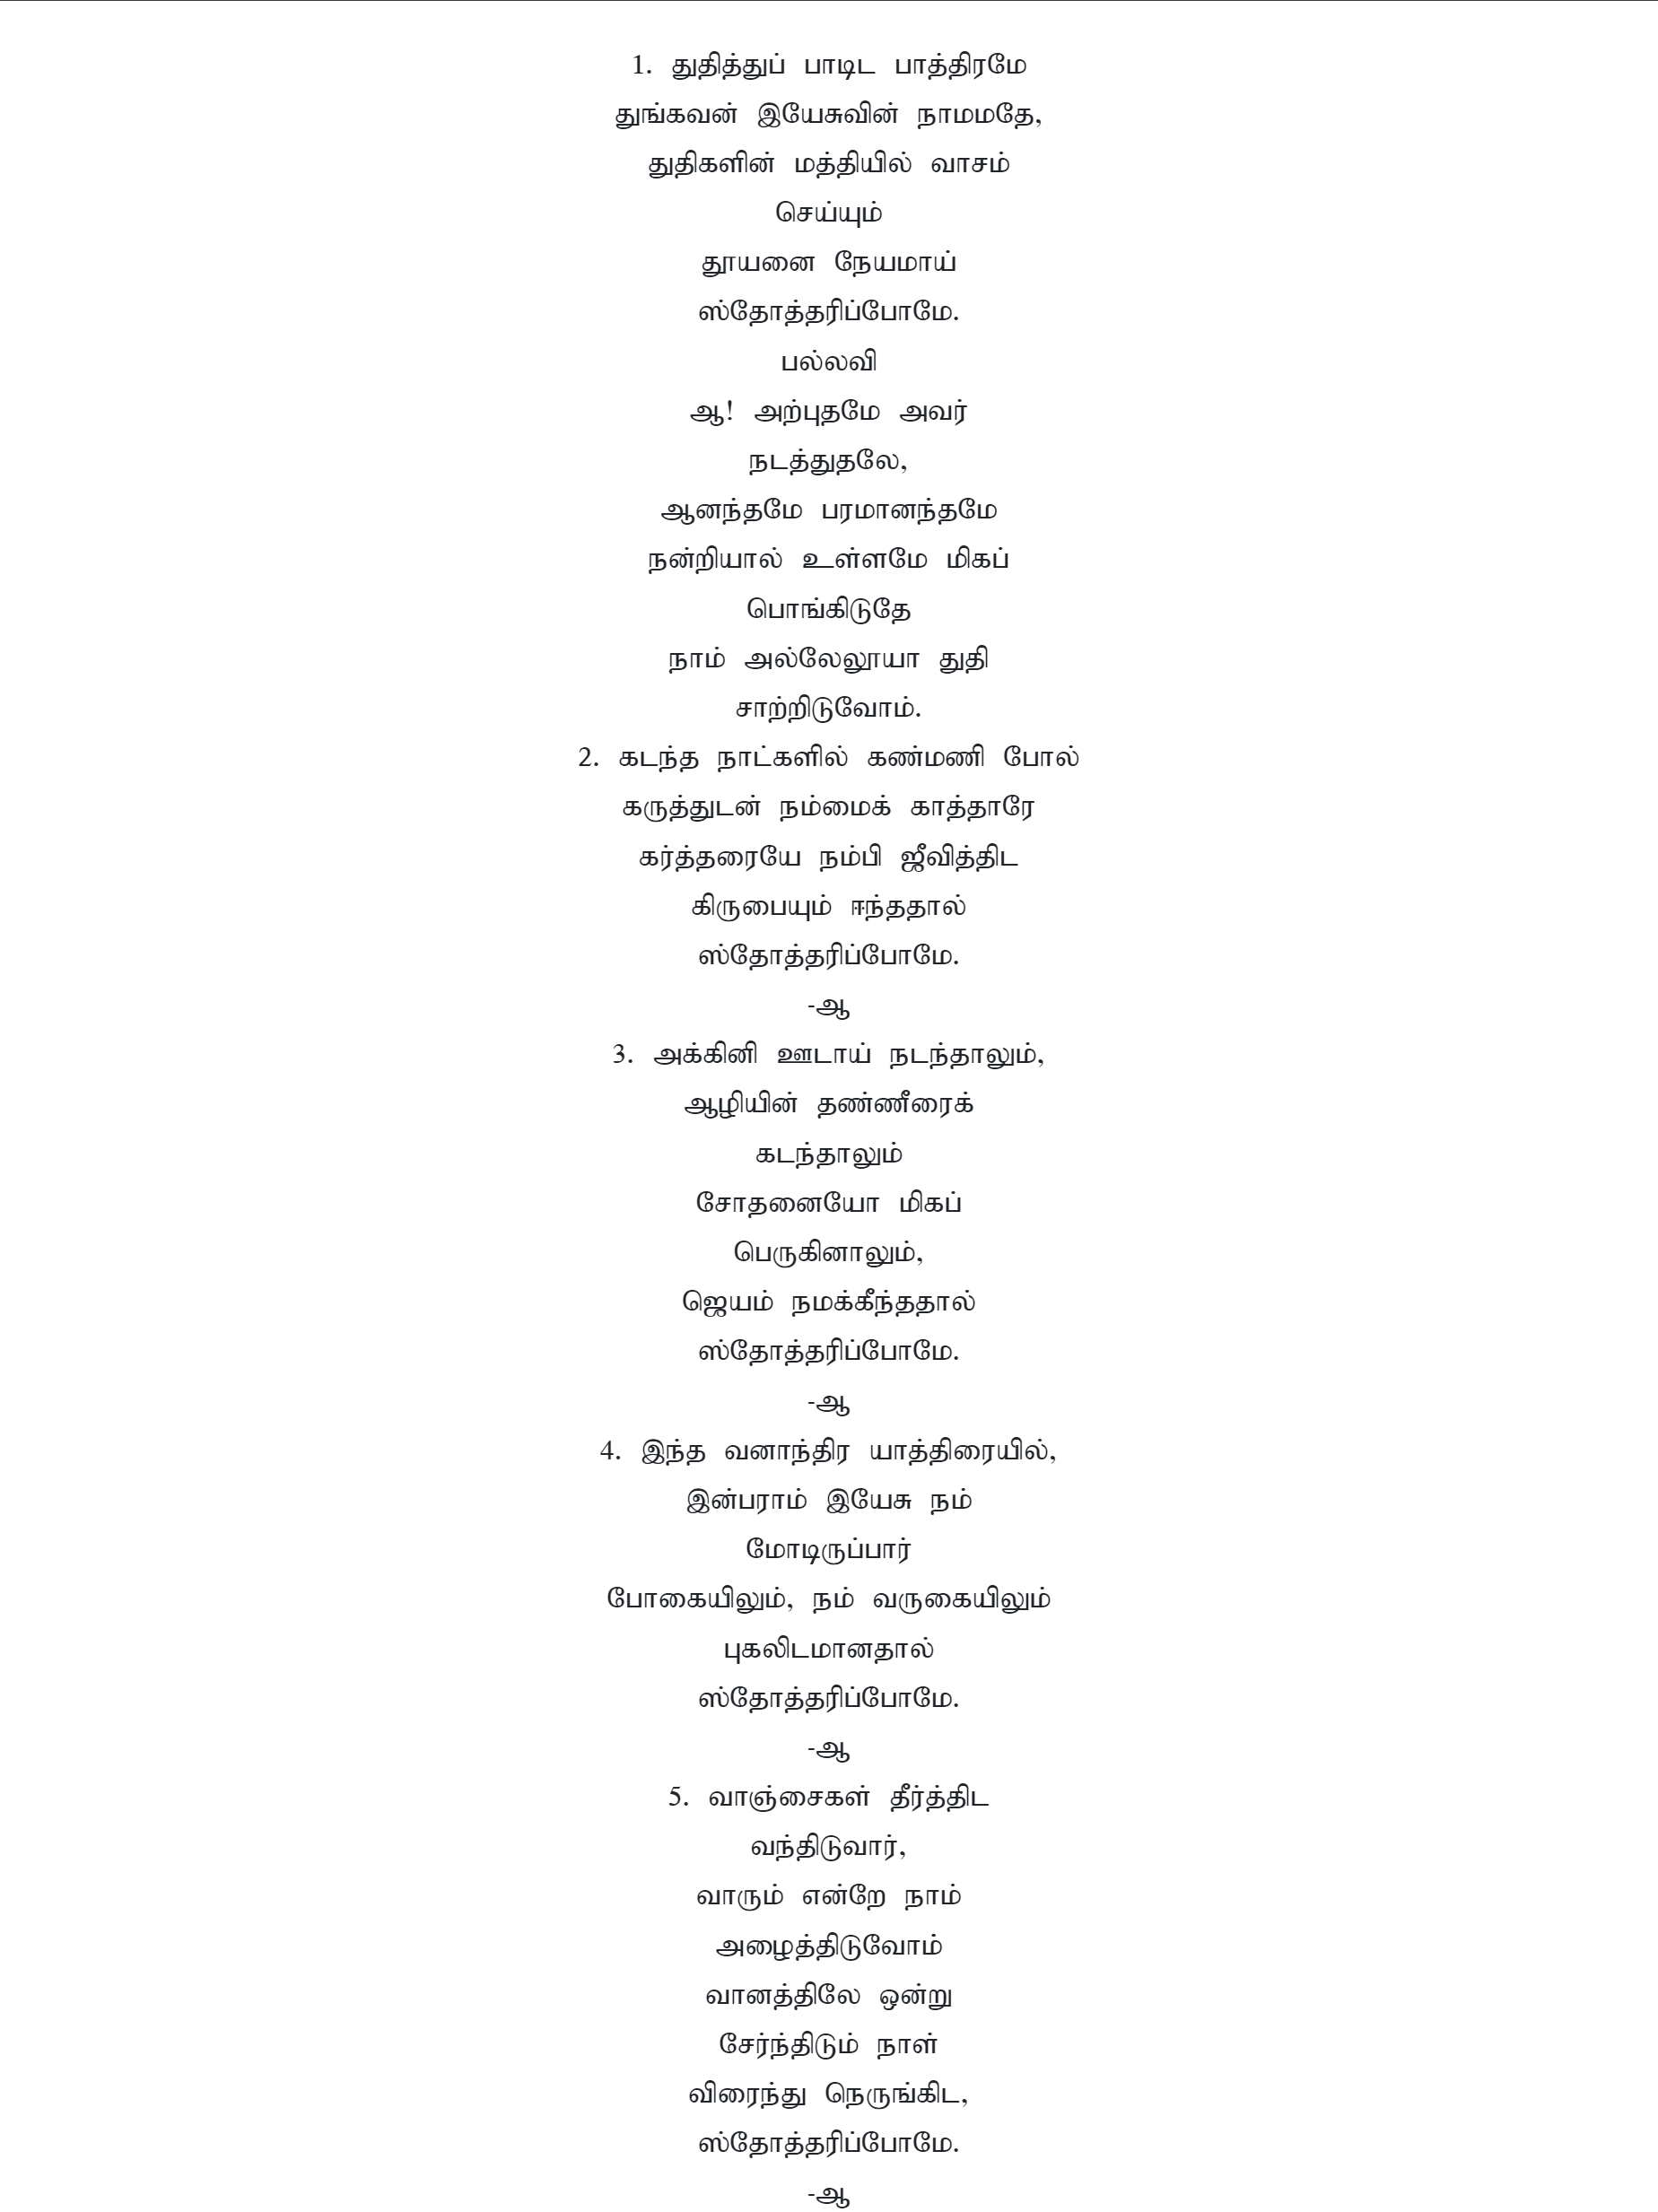 1. துதித்துப் பாடிட பாத்திரமே
துங்கவன் இயேசுவின் நாமமதே,
துதிகளின் மத்தியில் வாசம்
செய்யும்
தூயனை நேயமாய்
ஸ்தோத்தரிப்போமே.
பல்லவி
ஆ! அற்புதமே அவர்
நடத்துதலே,
ஆனந்தமே பரமானந்தமே
நன்றியால் உள்ளமே மிகப்
பொங்கிடுதே
நாம் அல்லேலூயா துதி
சாற்றிடுவோம்.
2. கடந்த நாட்களில் கண்மணி போல்
கருத்துடன் நம்மைக் காத்தாரே
கர்த்தரையே நம்பி ஜீவித்திட
கிருபையும் ஈந்ததால்
ஸ்தோத்தரிப்போமே.
-ஆ
3. அக்கினி ஊடாய் நடந்தாலும்,
ஆழியின் தண்ணீரைக்
கடந்தாலும்
சோதனையோ மிகப்
பெருகினாலும்,
ஜெயம் நமக்கீந்ததால்
ஸ்தோத்தரிப்போமே.
-ஆ
4. இந்த வனாந்திர யாத்திரையில்,
இன்பராம் இயேசு நம்
மோடிருப்பார்
போகையிலும், நம் வருகையிலும்
புகலிடமானதால்
ஸ்தோத்தரிப்போமே.
-ஆ
5. வாஞ்சைகள் தீர்த்திட
வந்திடுவார்,
வாரும் என்றே நாம்
அழைத்திடுவோம்
வானத்திலே ஒன்று
சேர்ந்திடும் நாள்
விரைந்து நெருங்கிட,
ஸ்தோத்தரிப்போமே.
-ஆ